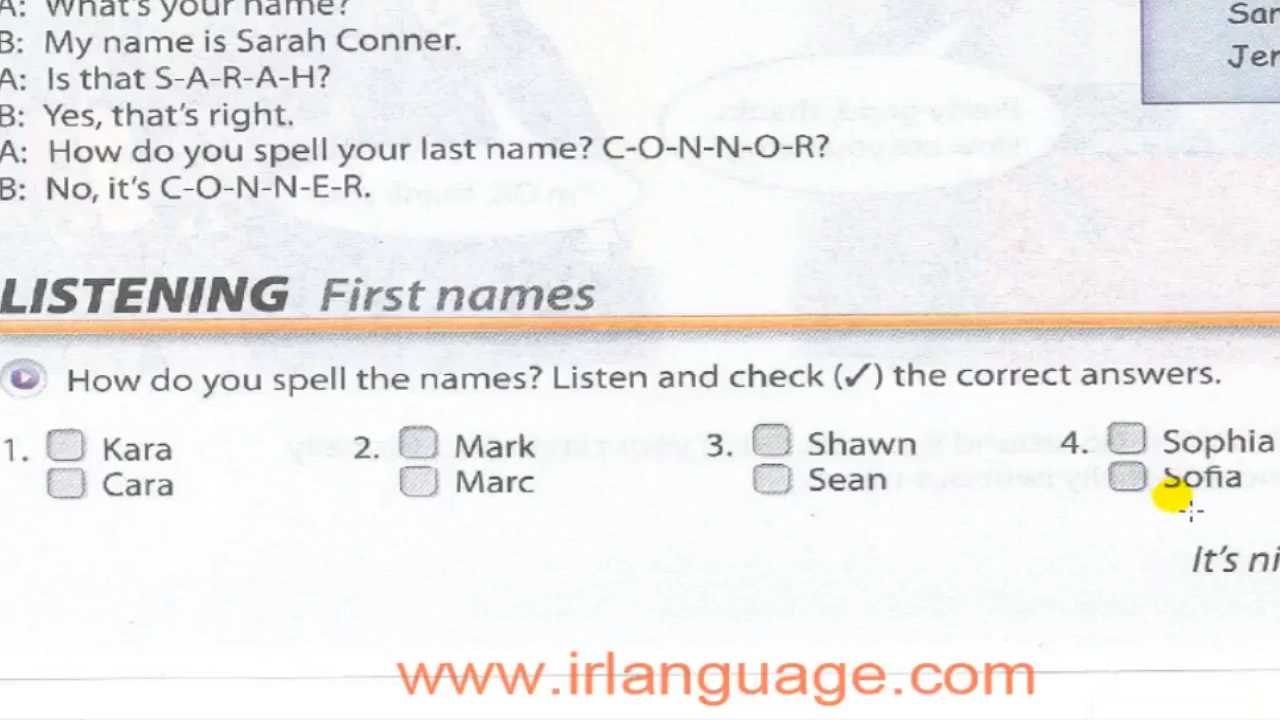 A: What's your name?
B: My name is Sarah Conner.
A: Is that S-A-R-A-H?
B: Yes, that's right.
A: How do you spell your last name? C-O-N-N-O-R?
B: No, it's C-O-N-N-E-R.
Sar
Jer
LISTENING First names
How do you spell the names? Listen and check (✓) the correct answers.
1. Kara
Cara
2. Mark
Marc
3. Shawn
Sean
4. Sophia
Sofia
It's ni
www.irlanguage.com